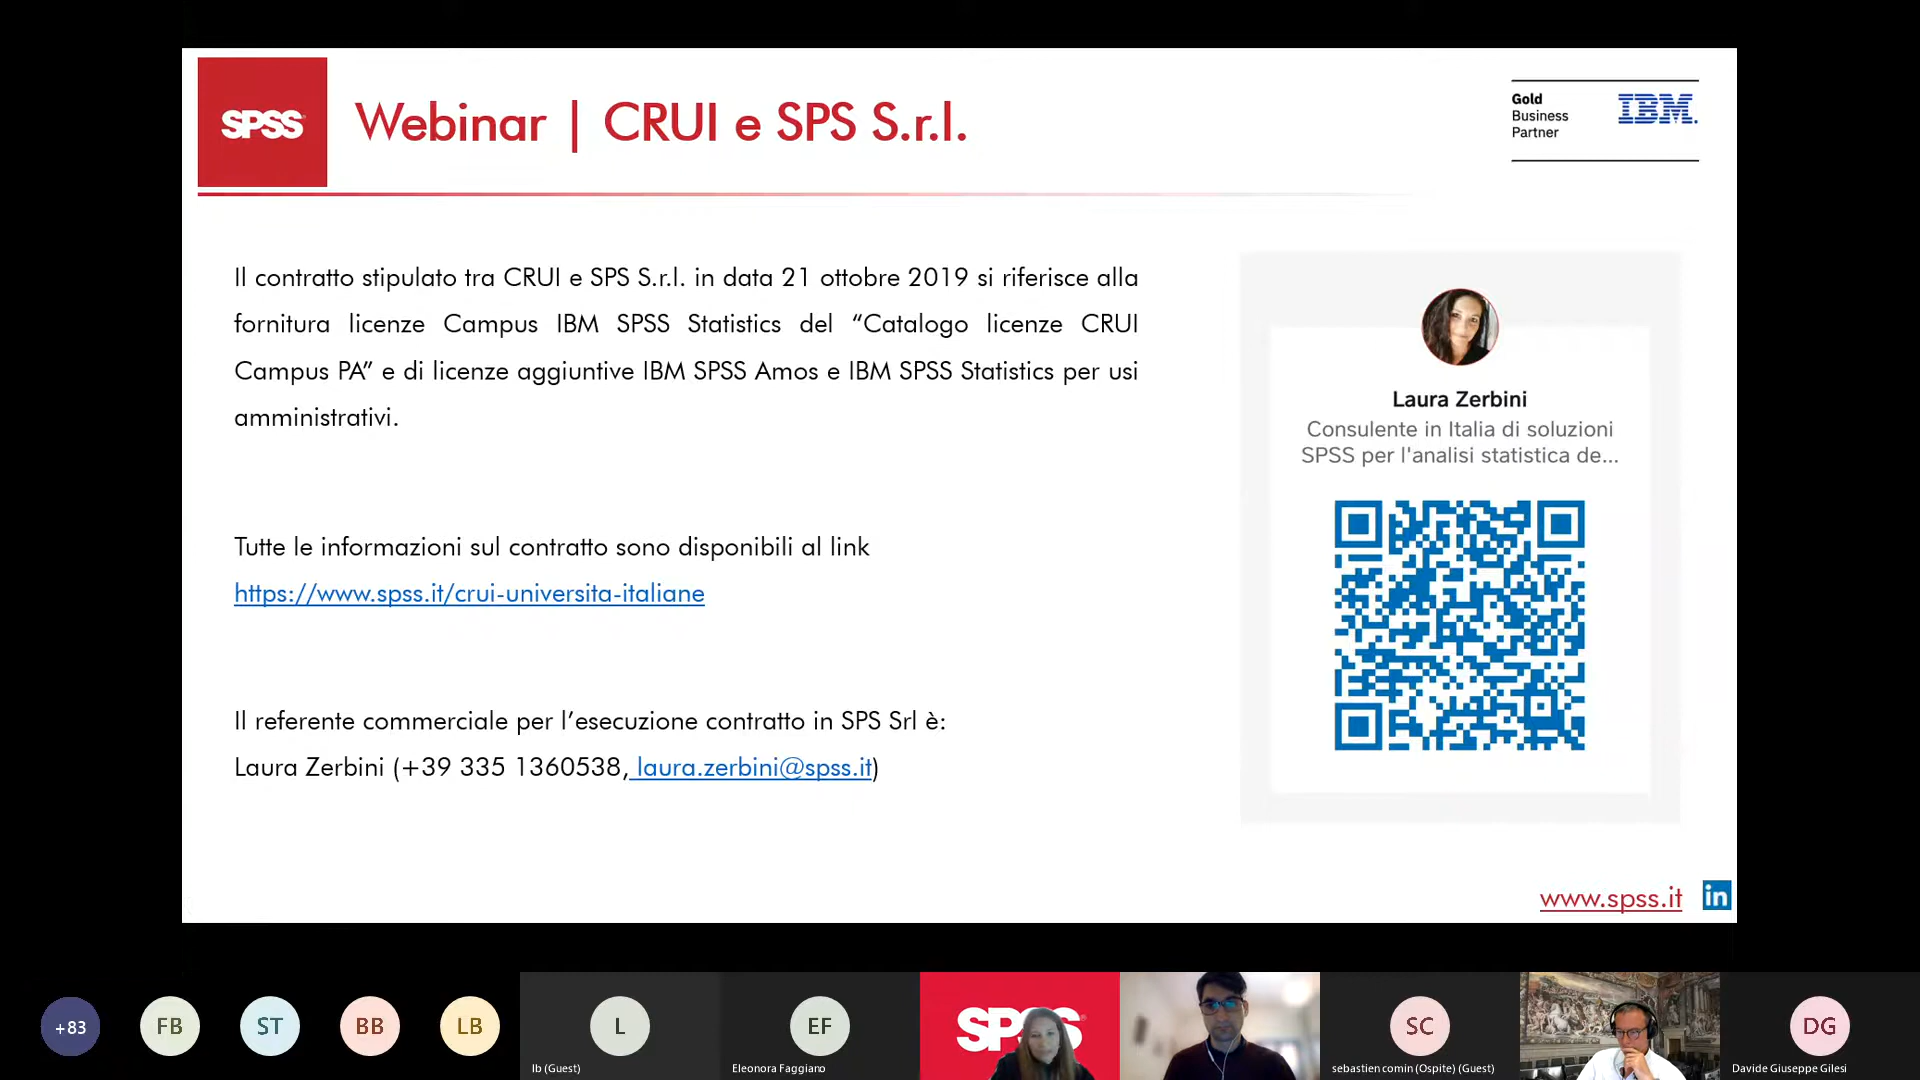 SPSS
Webinar | CRUI e SPS S.r.l.
Gold
Business
Partner
IBM.
Il contratto stipulato tra CRUI e SPS S.r.l. in data 21 ottobre 2019 si riferisce alla
fornitura licenze Campus IBM SPSS Statistics del “Catalogo licenze CRUI
Campus PA” e di licenze aggiuntive IBM SPSS Amos e IBM SPSS Statistics per usi
amministrativi.
Tutte le informazioni sul contratto sono disponibili al link
https://www.spss.it/crui-universita-italiane
Il referente commerciale per l’esecuzione contratto in SPS Srl è:
Laura Zerbini (+39 335 1360538, laura.zerbini@spss.it)
Laura Zerbini
Consulente in Italia di soluzioni
SPSS per l'analisi statistica de...
www.spss.it
in
+83
FB
ST
BB
LB
L
lb (Guest)
EF
Eleonora Faggiano
SC
sebastien comin (Ospite) (Guest)
DG
Davide Giuseppe Gilesi